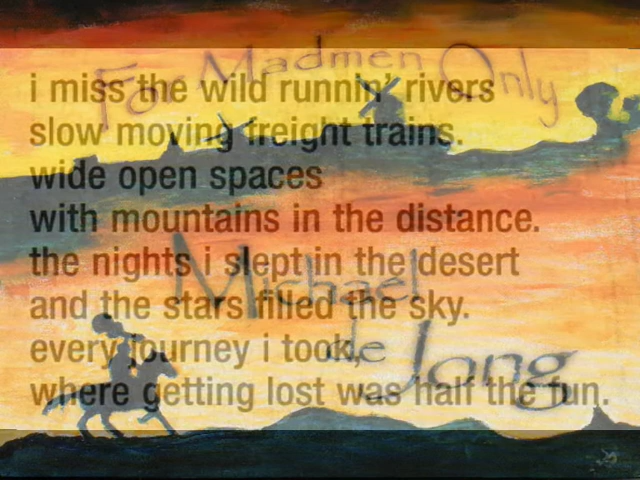 For Madmen Only
i miss the wild runnin' rivers
slow moving freight trains.
wide open spaces
with mountains in the distance.
the nights i slept in the desert
Michael
and the stars filled the sky.
every journey i took,
de Jong
where getting lost was half the fun.